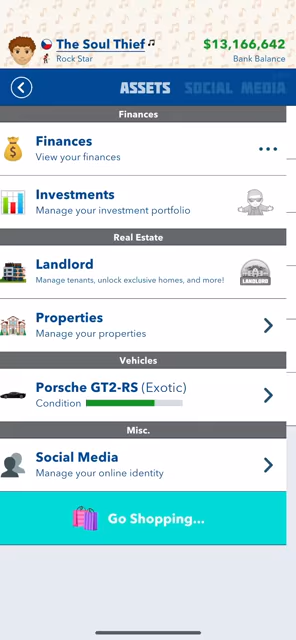 The Soul Thief
$13,166,642
Rock Star
Bank Balance
ASSETS
SOCIAL MEDIA
Finances
Finances
View your finances
Investments
Manage your investment portfolio
Real Estate
Landlord
Manage tenants, unlock exclusive homes, and more!
LANDLORD
Properties
Manage your properties
Vehicles
Porsche GT2-RS (Exotic)
Condition
Misc.
Social Media
Manage your online identity
Go Shopping...